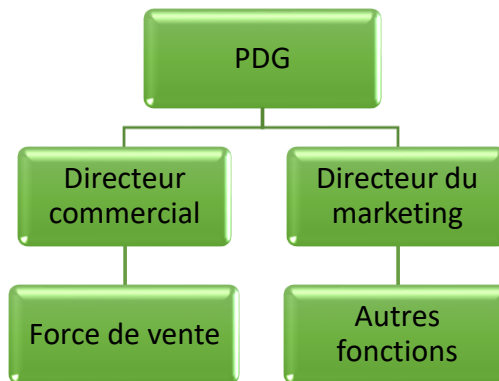 PDG
Directeur
commercial
Directeur du
marketing
Force de vente
Autres
fonctions